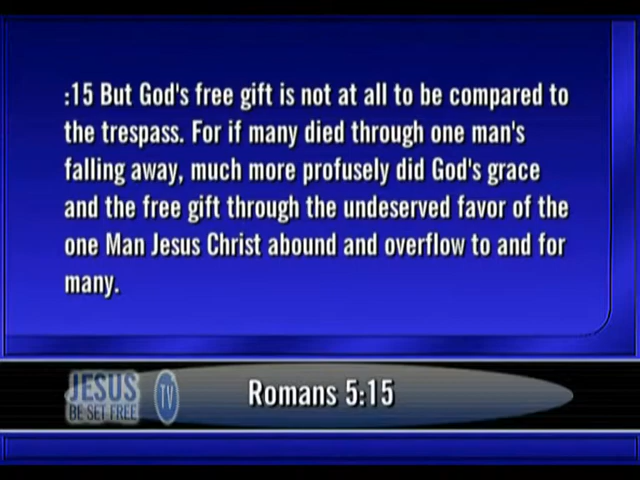 :15 But God's free gift is not at all to be compared to
the trespass. For if many died through one man's
falling away, much more profusely did God's grace
and the free gift through the undeserved favor of the
one Man Jesus Christ abound and overflow to and for
many.
JESUS
BE SET FREE
TV
Romans 5:15